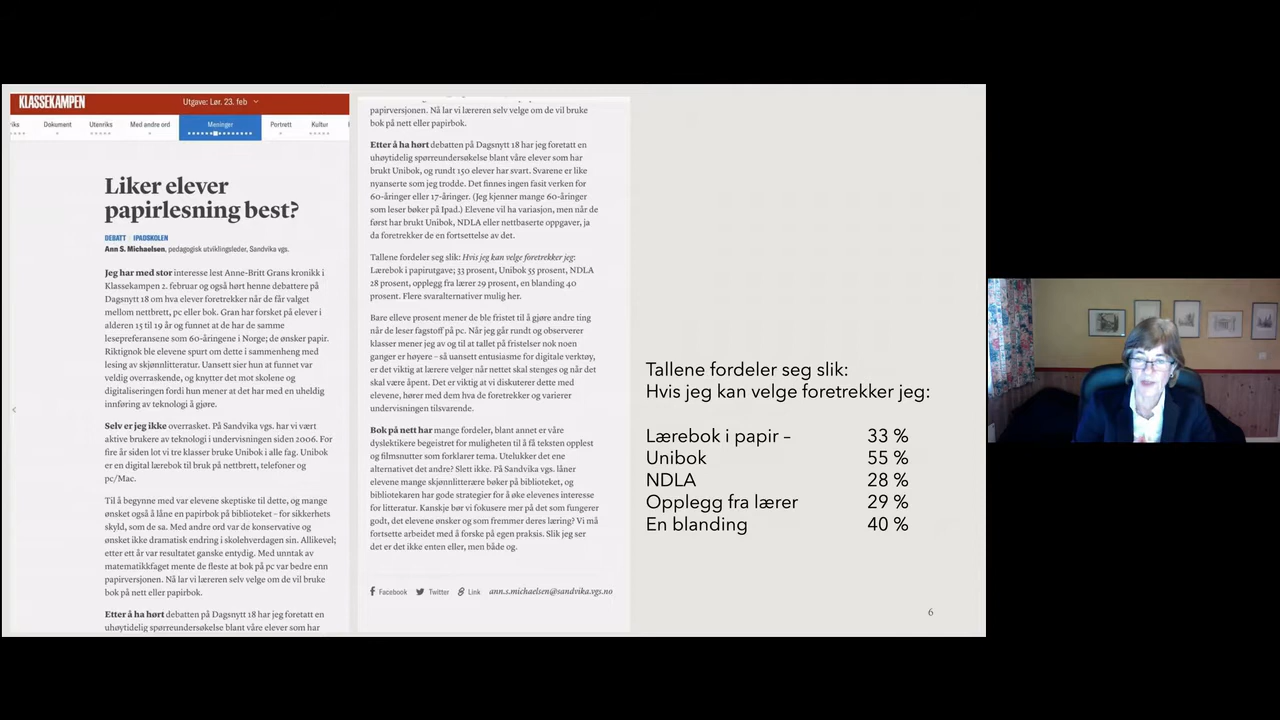 KLASSEKAMPEN
Utgave: Lør. 23. feb
Dokument Utenriks Med andre ord Meninger Portrett Kultur
Liker elever
papirlesning best?
DEBATT IPADSKOLEN
Ann S. Michaelsen, pedagogisk utviklingsleder, Sandvika vgs.
Jeg har med stor interesse lest Anne-Britt Grans kronikk i
Klassekampen 2. februar og også hørt henne debattere på
Dagsnytt 18 om hva elever foretrekker når de får valget
mellom nettbrett, pc eller bok. Gran har forsket på elever i
alderen 15 til 19 år og funnet at de har de samme
lesepreferansene som 60-åringene i Norge; de ønsker papir.
Riktignok ble elevene spurt om dette i sammenheng med
lesing av skjønnlitteratur. Uansett sier hun at funnet var
veldig overraskende, og knytter det mot skolene og
digitaliseringen fordi hun mener at det har med en uheldig
innføring av teknologi å gjøre.
Selv er jeg ikke overrasket. På Sandvika vgs. har vi vært
aktive brukere av teknologi i undervisningen siden 2006. For
fire år siden lot vi tre klasser bruke Unibok i alle fag. Unibok
er en digital lærebok til bruk på nettbrett, telefoner og
pc/Mac.
Til å begynne med var elevene skeptiske til dette, og mange
ønsket også å låne en papirbok på biblioteket – for sikkerhets
skyld, som de sa. Med andre ord var de konservative og
ønsket ikke dramatisk endring i skolehverdagen sin. Allikevel;
etter ett år var resultatet ganske entydig. Med unntak av
matematikkfaget mente de fleste at bok på pc var bedre enn
papirversjonen. Nå lar vi læreren selv velge om de vil bruke
bok på nett eller papirbok.
Etter å ha hørt debatten på Dagsnytt 18 har jeg foretatt en
uhøytidelig spørreundersøkelse blant våre elever som har
papirversjonen. Nå lar vi læreren selv velge om de vil bruke
bok på nett eller papirbok.
Etter å ha hørt debatten på Dagsnytt 18 har jeg foretatt en
uhøytidelig spørreundersøkelse blant våre elever som har
brukt Unibok, og rundt 150 elever har svart. Svarene er like
nyanserte som jeg trodde. Det finnes ingen fasit verken for
60-åringer eller 17-åringer. (Jeg kjenner mange 60-åringer
som leser bøker på Ipad.) Elevene vil ha variasjon, men når de
først har brukt Unibok, NDLA eller nettbaserte oppgaver, ja
da foretrekker de en fortsettelse av det.
Tallene fordeler seg slik: Hvis jeg kan velge foretrekker jeg:
Lærebok i papirutgave; 33 prosent, Unibok 55 prosent, NDLA
28 prosent, opplegg fra lærer 29 prosent, en blanding 40
prosent. Flere svaralternativer mulig her.
Bare elleve prosent mener de ble fristet til å gjøre andre ting
når de leser fagstoff på pc. Når jeg går rundt og observerer
klasser mener jeg av og til at tallet på fristelser nok noen
ganger er høyere – så uansett entusiasme for digitale verktøy,
er det viktig at lærere velger når nettet skal stenges og når det
skal være åpent. Det er viktig at vi diskuterer dette med
elevene, hører med dem hva de foretrekker og varierer
undervisningen tilsvarende.
Bok på nett har mange fordeler, blant annet er våre
dyslektikere begeistret for muligheten til å få teksten opplest
og filmsnutter som forklarer tema. Utelukker det ene
alternativet det andre? Slett ikke. På Sandvika vgs. låner
elevene mange skjønnlitterære bøker på biblioteket, og
bibliotekaren har gode strategier for å øke elevenes interesse
for litteratur. Kanskje bør vi fokusere mer på det som fungerer
godt, det elevene ønsker og som fremmer deres læring? Vi må
fortsette arbeidet med å forske på egen praksis. Slik jeg ser
det er det ikke enten eller, men både og.
Facebook Twitter Link ann.s.michaelsen@sandvika.vgs.no
Tallene fordeler seg slik:
Hvis jeg kan velge foretrekker jeg:
Lærebok i papir – 33 %
Unibok 55 %
NDLA 28 %
Opplegg fra lærer 29 %
En blanding 40 %
6